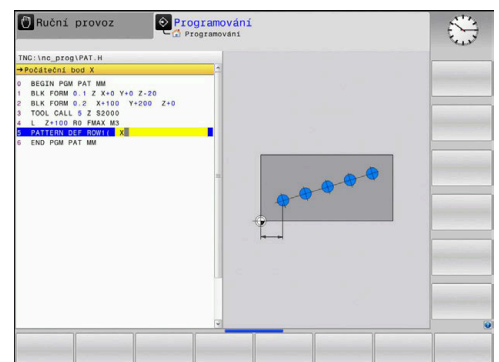 Ruční provoz
Programování
Programování
TNC:\nc_prog\PAT.H
→Počáteční bod X
0 BEGIN PGM PAT MM
1 BLK FORM 0.1 Z X+0 Y+0 Z-20
2 BLK FORM 0.2 X+100 Y+200 Z+0
3 TOOL CALL 5 Z S2000
4 L Z+100 R0 FMAX M3
5 PATTERN DEF ROW1( X
6 END PGM PAT MM